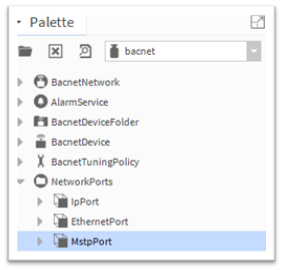 Palette
bacnet
BacnetNetwork
AlarmService
BacnetDeviceFolder
BacnetDevice
BacnetTuningPolicy
NetworkPorts
IpPort
EthernetPort
MstpPort